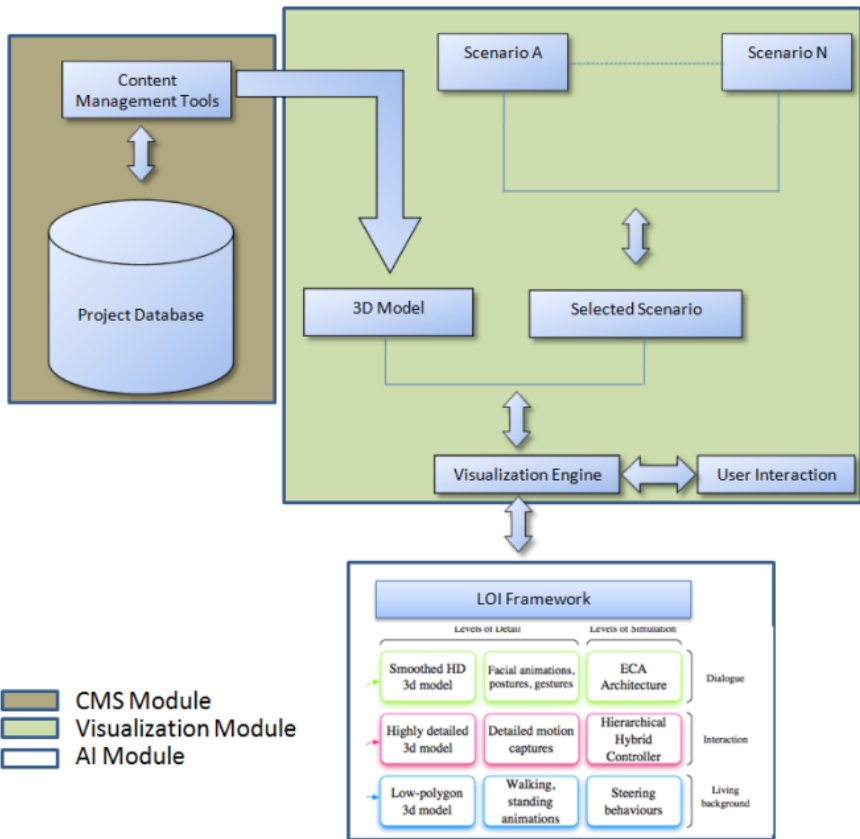 Content
Management Tools
Project Database
Scenario A
Scenario N
3D Model
Selected Scenario
Visualization Engine
User Interaction
LOI Framework
Levels of Detail
Levels of Simulation
Smoothed HD
3d model
Facial animations,
postures, gestures
ECA
Architecture
Dialogue
Highly detailed
3d model
Detailed motion
captures
Hierarchical
Hybrid
Controller
Interaction
Low-polygon
3d model
Walking,
standing
animations
Steering
behaviours
Living
background
CMS Module
Visualization Module
AI Module